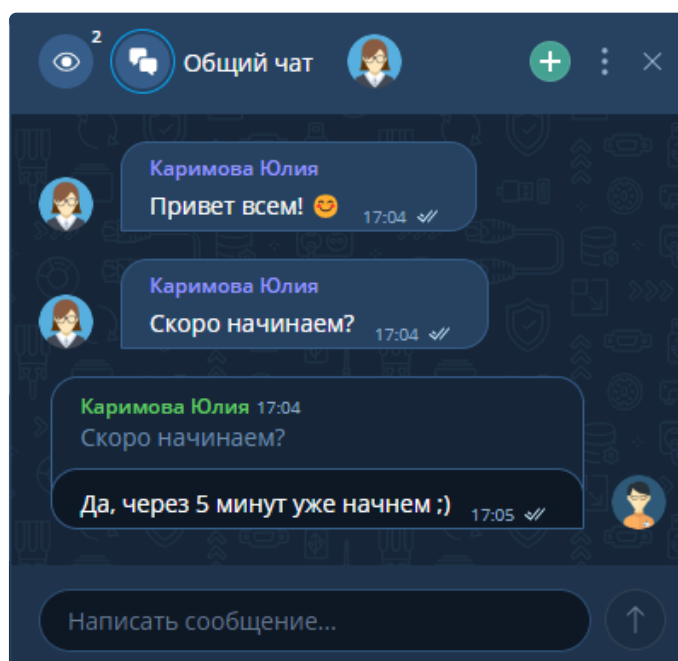 2
Общий чат
Каримова Юлия
Привет всем! 😊 17:04
Каримова Юлия
Скоро начинаем? 17:04
Каримова Юлия 17:04
Скоро начинаем?
Да, через 5 минут уже начнем ;) 17:05
Написать сообщение...